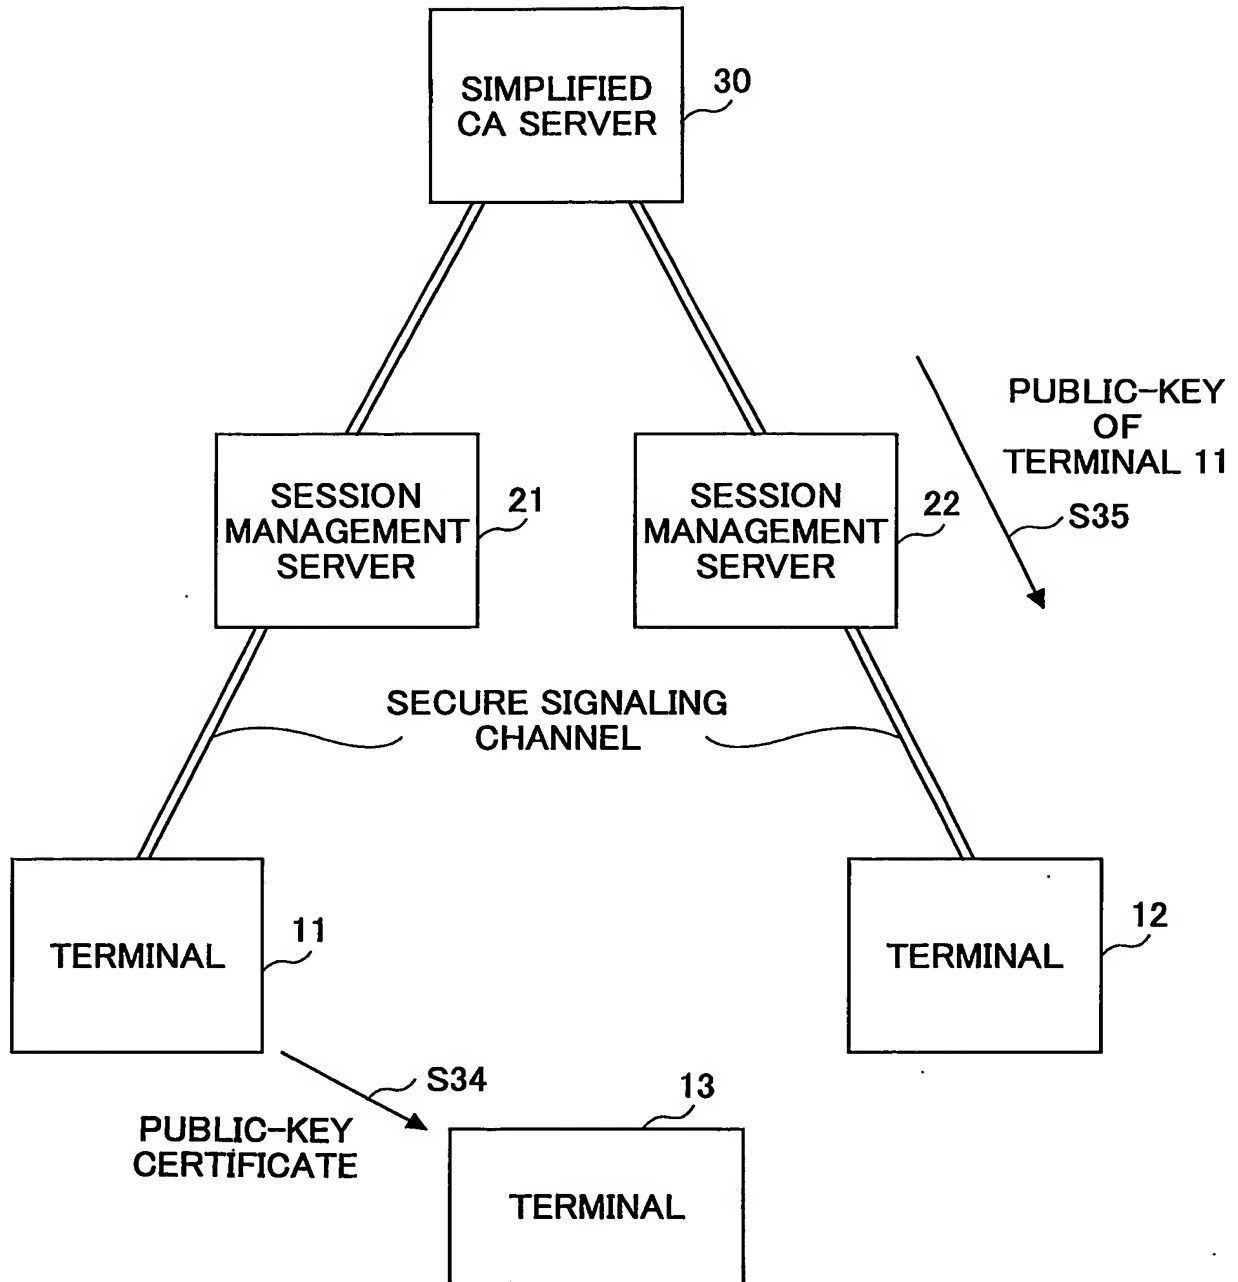 SIMPLIFIED
CA SERVER
30
PUBLIC-KEY
OF
TERMINAL 11
S35
SESSION
MANAGEMENT
SERVER
21
SESSION
MANAGEMENT
SERVER
22
SECURE SIGNALING
CHANNEL
TERMINAL
11
TERMINAL
12
S34
PUBLIC-KEY
CERTIFICATE
13
TERMINAL